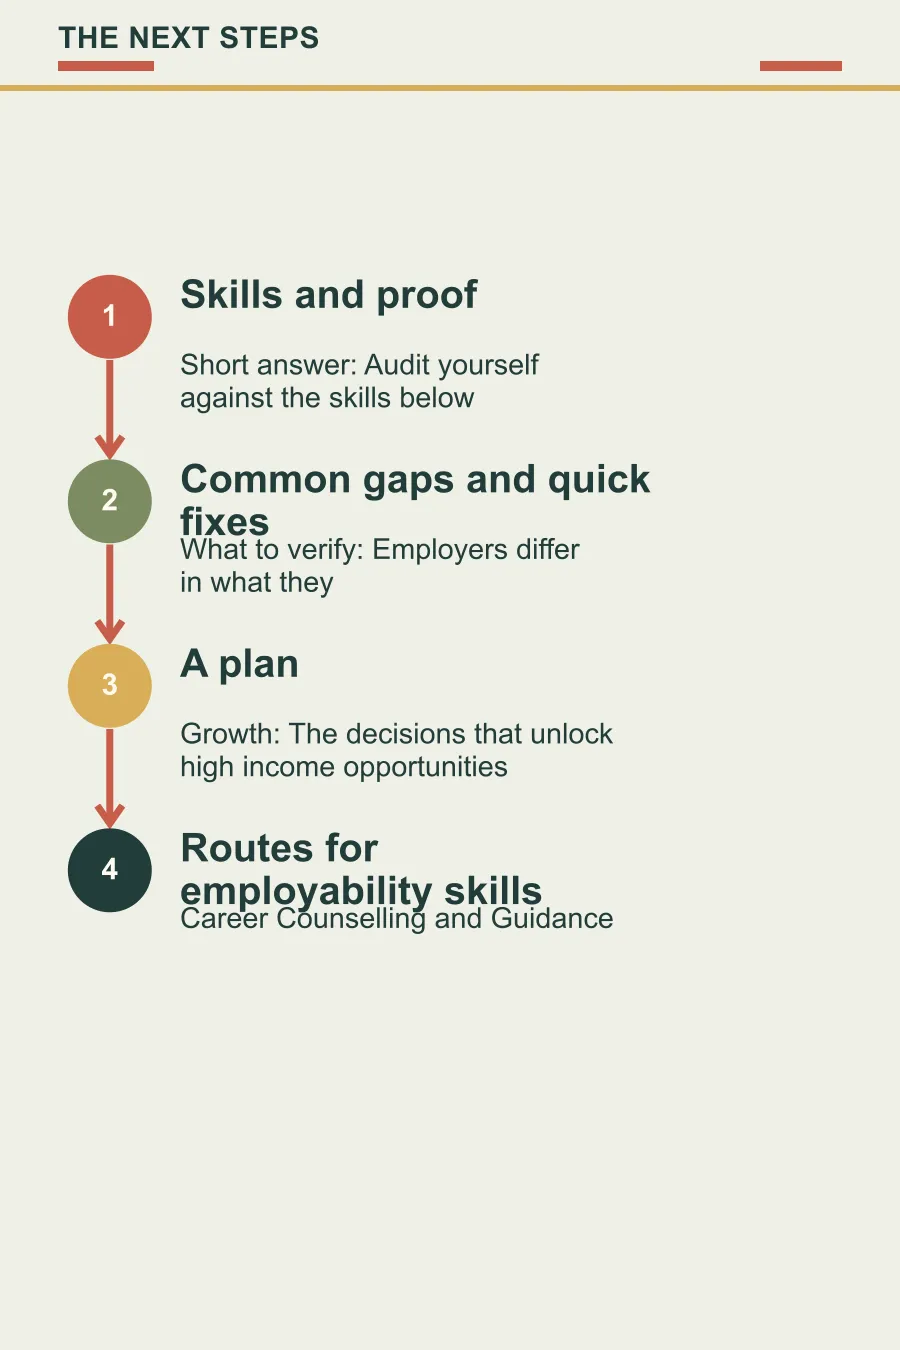 THE NEXT STEPS
1
Skills and proof
Short answer: Audit yourself
against the skills below
2
Common gaps and quick
fixes
What to verify: Employers differ
in what they
3
A plan
Growth: The decisions that unlock
high income opportunities
4
Routes for
employability skills
Career Counselling and Guidance